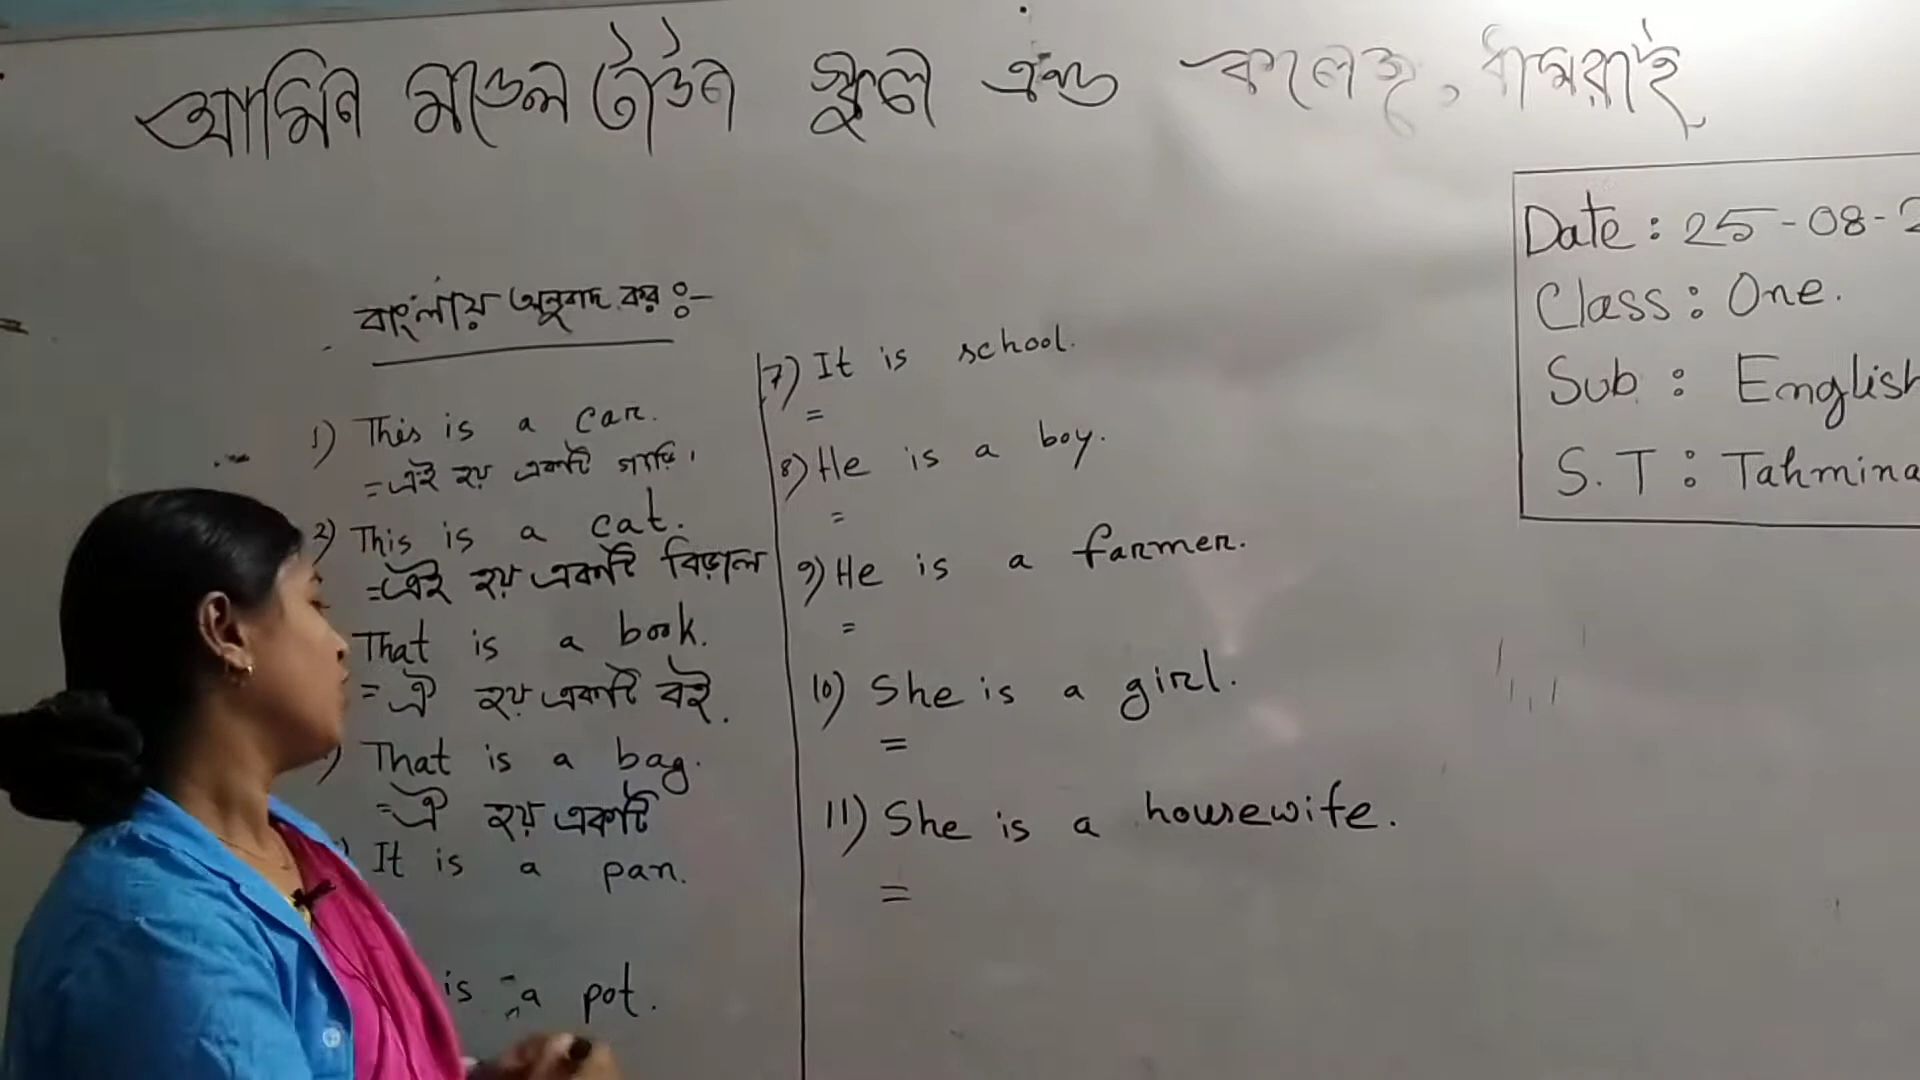 আমিন মডেল টাউন স্কুল এন্ড কলেজ, ধামরাই
Date : 25-08-2
Class : One.
Sub : English
S. T : Tahmina
বাংলায় অনুবাদ কর :-
1) This is a car.
= এই হয় একটি গাড়ি।
2) This is a cat.
= এই হয় একটি বিড়াল
That is a book.
= ঐ হয় একটি বই.
) That is a bag.
= ঐ হয় একটি
) It is a pan.
is a pot.
7) It is school.
=
8) He is a boy.
=
9) He is a farmer.
=
10) She is a girl.
=
11) She is a housewife.
=